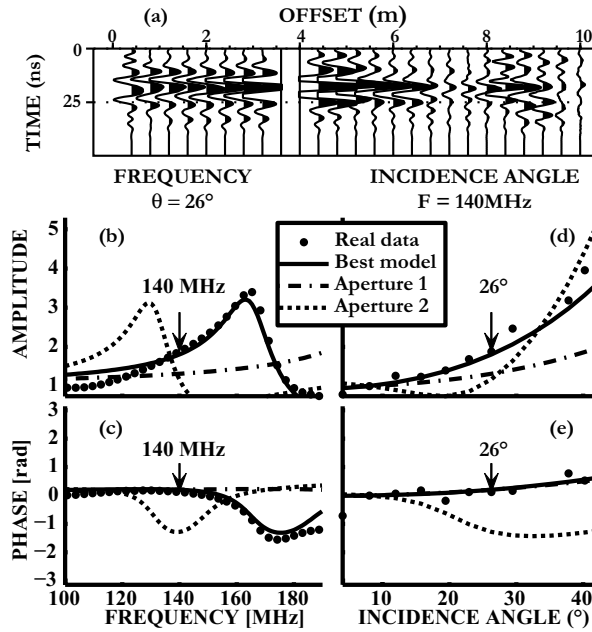 (a) OFFSET (m)
0 2 4 6 8 10
TIME (ns)
0
25
FREQUENCY
θ = 26°
INCIDENCE ANGLE
F = 140MHz
Real data
Best model
Aperture 1
Aperture 2
AMPLITUDE
5
4
3
2
1
(b)
140 MHz
(d)
26°
PHASE [rad]
3
2
1
0
−1
−2
−3
(c)
140 MHz
(e)
26°
100 120 140 160 180
FREQUENCY [MHz]
10 20 30 40
INCIDENCE ANGLE (°)